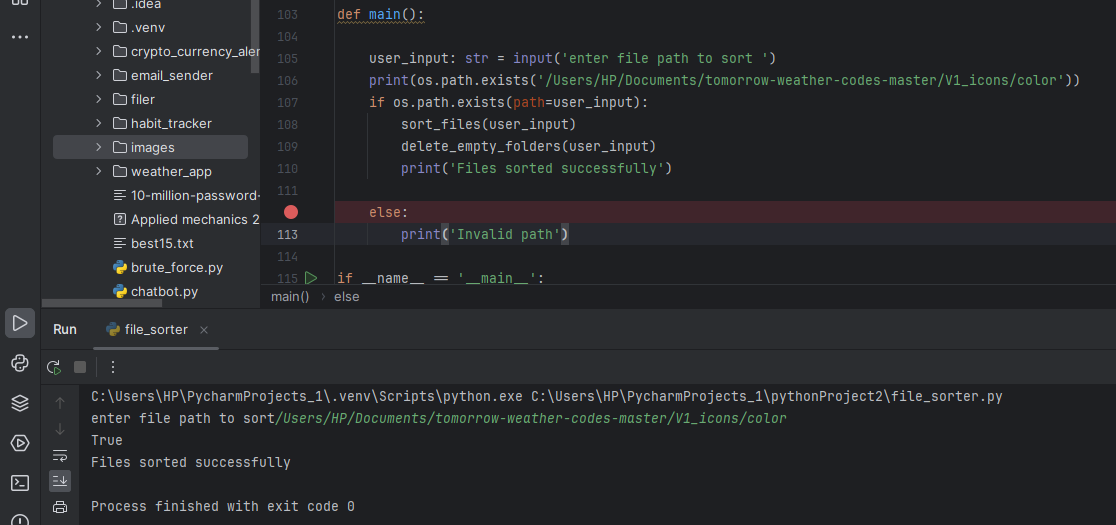 .idea
.venv
crypto_currency_aler
email_sender
filer
habit_tracker
images
weather_app
10-million-password-
Applied mechanics 2
best15.txt
brute_force.py
chatbot.py
103 def main():
104
105 user_input: str = input('enter file path to sort ')
106 print(os.path.exists('/Users/HP/Documents/tomorrow-weather-codes-master/V1_icons/color'))
107 if os.path.exists(path=user_input):
108 sort_files(user_input)
109 delete_empty_folders(user_input)
110 print('Files sorted successfully')
111
else:
113 print('Invalid path')
114
115 if __name__ == '__main__':
main() › else
Run file_sorter
C:\Users\HP\PycharmProjects_1\.venv\Scripts\python.exe C:\Users\HP\PycharmProjects_1\pythonProject2\file_sorter.py
enter file path to sort/Users/HP/Documents/tomorrow-weather-codes-master/V1_icons/color
True
Files sorted successfully
Process finished with exit code 0